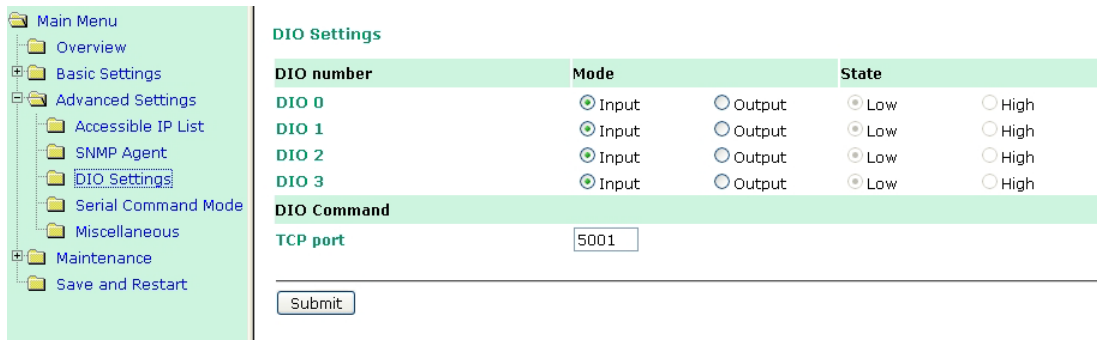 Main Menu
Overview
Basic Settings
Advanced Settings
Accessible IP List
SNMP Agent
DIO Settings
Serial Command Mode
Miscellaneous
Maintenance
Save and Restart
DIO Settings
DIO number Mode State
DIO 0 Input Output Low High
DIO 1 Input Output Low High
DIO 2 Input Output Low High
DIO 3 Input Output Low High
DIO Command
TCP port 5001
Submit